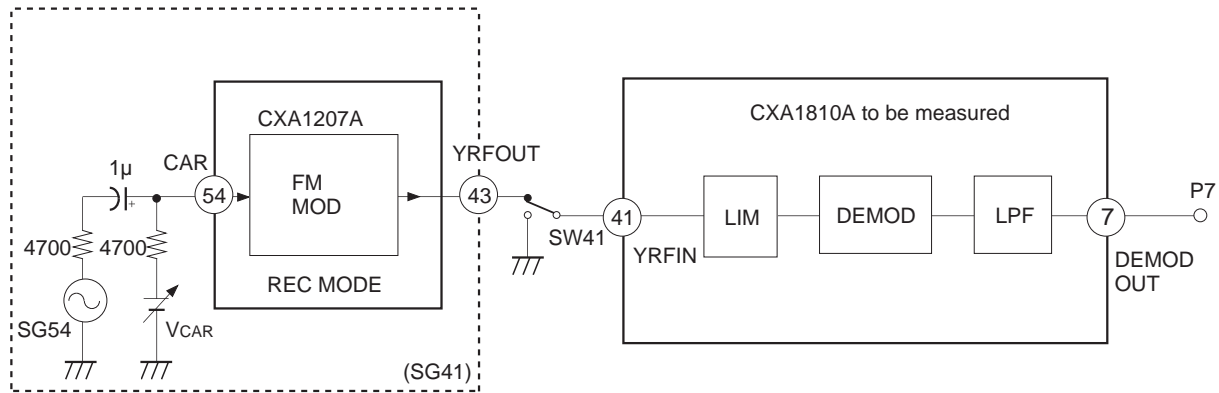 CXA1810A to be measured
CXA1207A
1µ
CAR
YRFOUT
P7
+
54
FM
MOD
43
41
LIM
DEMOD
LPF
7
4700
4700
SW41
YRFIN
REC MODE
DEMOD
OUT
SG54
VCAR
(SG41)